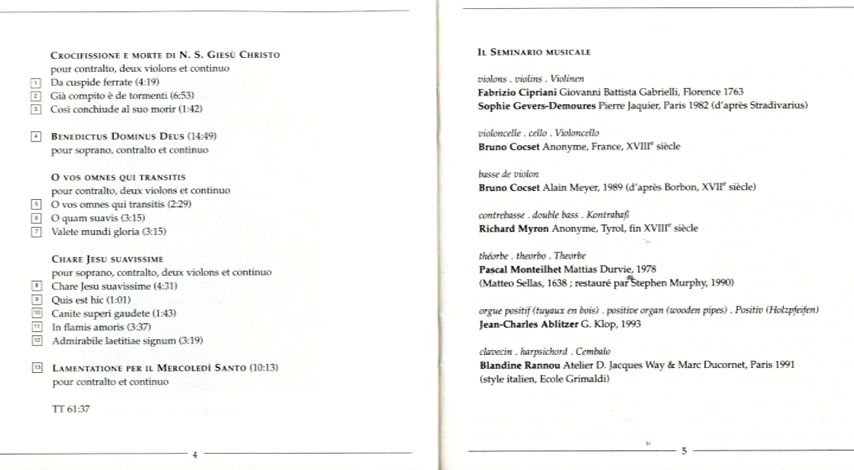 CROCIFISSIONE E MORTE DI N. S. GIESÙ CHRISTO
pour contralto, deux violons et continuo
1 Da cuspide ferrate (4:19)
2 Già compito è de tormenti (6:53)
3 Così conchiude al suo morir (1:42)
4 BENEDICTUS DOMINUS DEUS (14:49)
pour soprano, contralto et continuo
O VOS OMNES QUI TRANSITIS
pour contralto, deux violons et continuo
5 O vos omnes qui transitis (2:29)
6 O quam suavis (3:15)
7 Valete mundi gloria (3:15)
CHARE JESU SUAVISSIME
pour soprano, contralto, deux violons et continuo
8 Chare Jesu suavissime (4:31)
9 Quis est hic (1:01)
10 Canite superi gaudete (1:43)
11 In flamis amoris (3:37)
12 Admirabile laetitiae signum (3:19)
13 LAMENTATIONE PER IL MERCOLEDÌ SANTO (10:13)
pour contralto et continuo
TT 61:37
4
IL SEMINARIO MUSICALE
violons . violins . Violinen
Fabrizio Cipriani Giovanni Battista Gabrielli, Florence 1763
Sophie Gevers-Demoures Pierre Jaquier, Paris 1982 (d'après Stradivarius)
violoncelle . cello . Violoncello
Bruno Cocset Anonyme, France, XVIIIe siècle
basse de violon
Bruno Cocset Alain Meyer, 1989 (d'après Borbon, XVIIe siècle)
contrebasse . double bass . Kontrabaß
Richard Myron Anonyme, Tyrol, fin XVIIIe siècle
théorbe . theorbo . Theorbe
Pascal Monteilhet Mattias Durvie, 1978
(Matteo Sellas, 1638 ; restauré par Stephen Murphy, 1990)
orgue positif (tuyaux en bois) . positive organ (wooden pipes) . Positiv (Holzpfeifen)
Jean-Charles Ablitzer G. Klop, 1993
clavecin . harpsichord . Cembalo
Blandine Rannou Atelier D. Jacques Way & Marc Ducornet, Paris 1991
(style italien, Ecole Grimaldi)
5